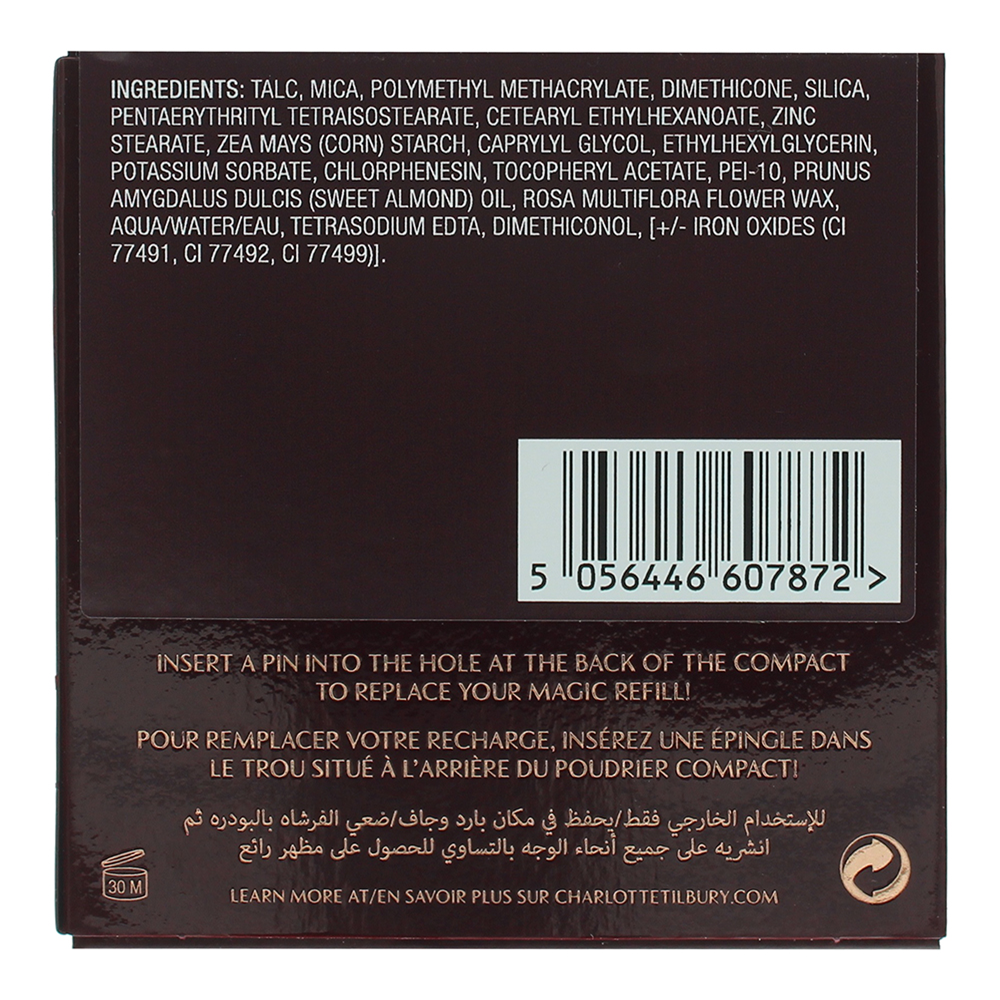 INGREDIENTS: TALC, MICA, POLYMETHYL METHACRYLATE, DIMETHICONE, SILICA,
PENTAERYTHRITYL TETRAISOSTEARATE, CETEARYL ETHYLHEXANOATE, ZINC
STEARATE, ZEA MAYS (CORN) STARCH, CAPRYLYL GLYCOL, ETHYLHEXYLGLYCERIN,
POTASSIUM SORBATE, CHLORPHENESIN, TOCOPHERYL ACETATE, PEI-10, PRUNUS
AMYGDALUS DULCIS (SWEET ALMOND) OIL, ROSA MULTIFLORA FLOWER WAX,
AQUA/WATER/EAU, TETRASODIUM EDTA, DIMETHICONOL, [+/- IRON OXIDES (CI
77491, CI 77492, CI 77499)].
5 056446 607872 >
INSERT A PIN INTO THE HOLE AT THE BACK OF THE COMPACT
TO REPLACE YOUR MAGIC REFILL!
POUR REMPLACER VOTRE RECHARGE, INSÉREZ UNE ÉPINGLE DANS
LE TROU SITUÉ À L'ARRIÈRE DU POUDRIER COMPACT!
للإستخدام الخارجي فقط/يحفظ في مكان بارد وجاف/ضعي الفرشاه بالبودره ثم
انشريه على جميع أنحاء الوجه بالتساوي للحصول على مظهر رائع
30 M
LEARN MORE AT/EN SAVOIR PLUS SUR CHARLOTTETILBURY.COM